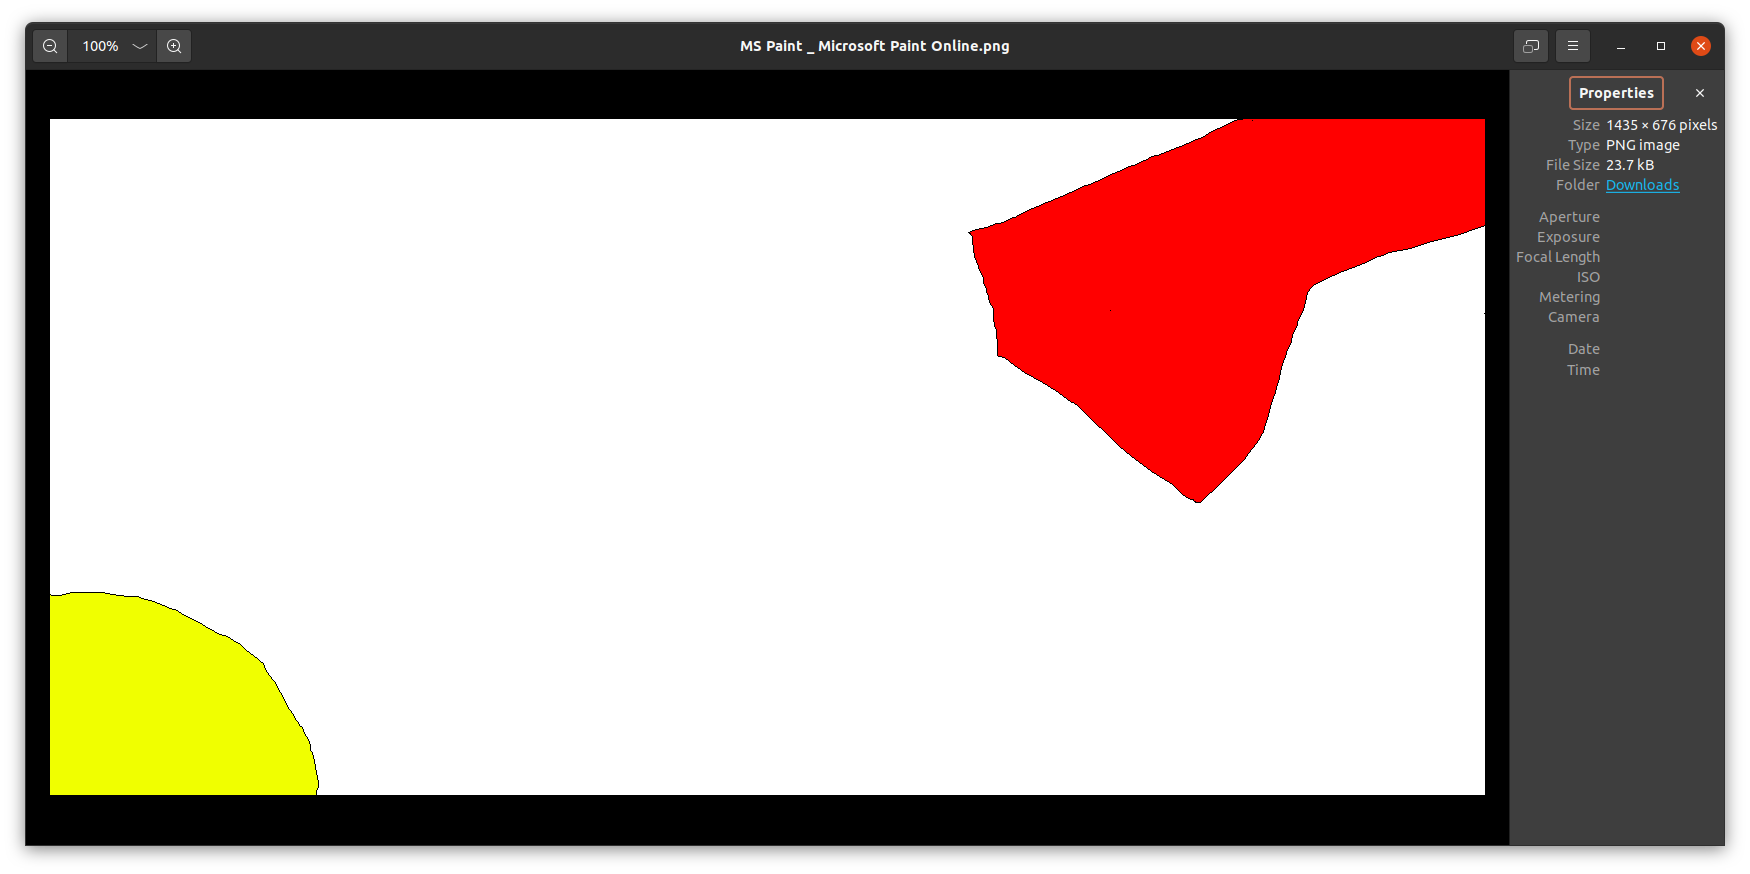 100%
MS Paint _ Microsoft Paint Online.png
Properties
Size 1435 × 676 pixels
Type PNG image
File Size 23.7 kB
Folder Downloads
Aperture
Exposure
Focal Length
ISO
Metering
Camera
Date
Time